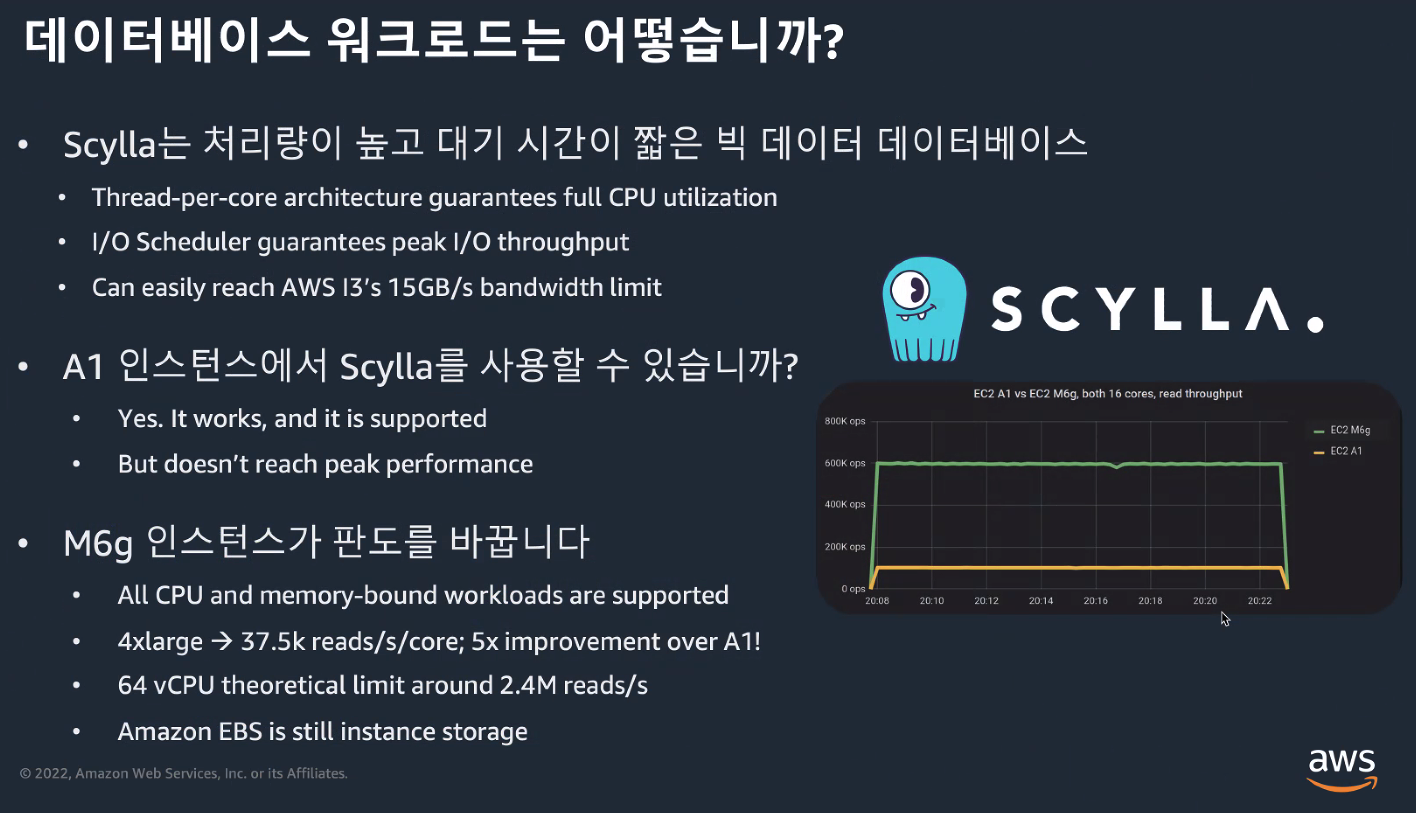 데이터베이스 워크로드는 어떻습니까?
• Scylla는 처리량이 높고 대기 시간이 짧은 빅 데이터 데이터베이스
• Thread-per-core architecture guarantees full CPU utilization
• I/O Scheduler guarantees peak I/O throughput
• Can easily reach AWS I3’s 15GB/s bandwidth limit
SCYLLA.
• A1 인스턴스에서 Scylla를 사용할 수 있습니까?
• Yes. It works, and it is supported
• But doesn’t reach peak performance
EC2 A1 vs EC2 M6g, both 16 cores, read throughput
800K ops
600K ops
400K ops
200K ops
0 ops
20:08 20:10 20:12 20:14 20:16 20:18 20:20 20:22
EC2 M6g
EC2 A1
• M6g 인스턴스가 판도를 바꿉니다
• All CPU and memory-bound workloads are supported
• 4xlarge → 37.5k reads/s/core; 5x improvement over A1!
• 64 vCPU theoretical limit around 2.4M reads/s
• Amazon EBS is still instance storage
© 2022, Amazon Web Services, Inc. or its Affiliates.
aws